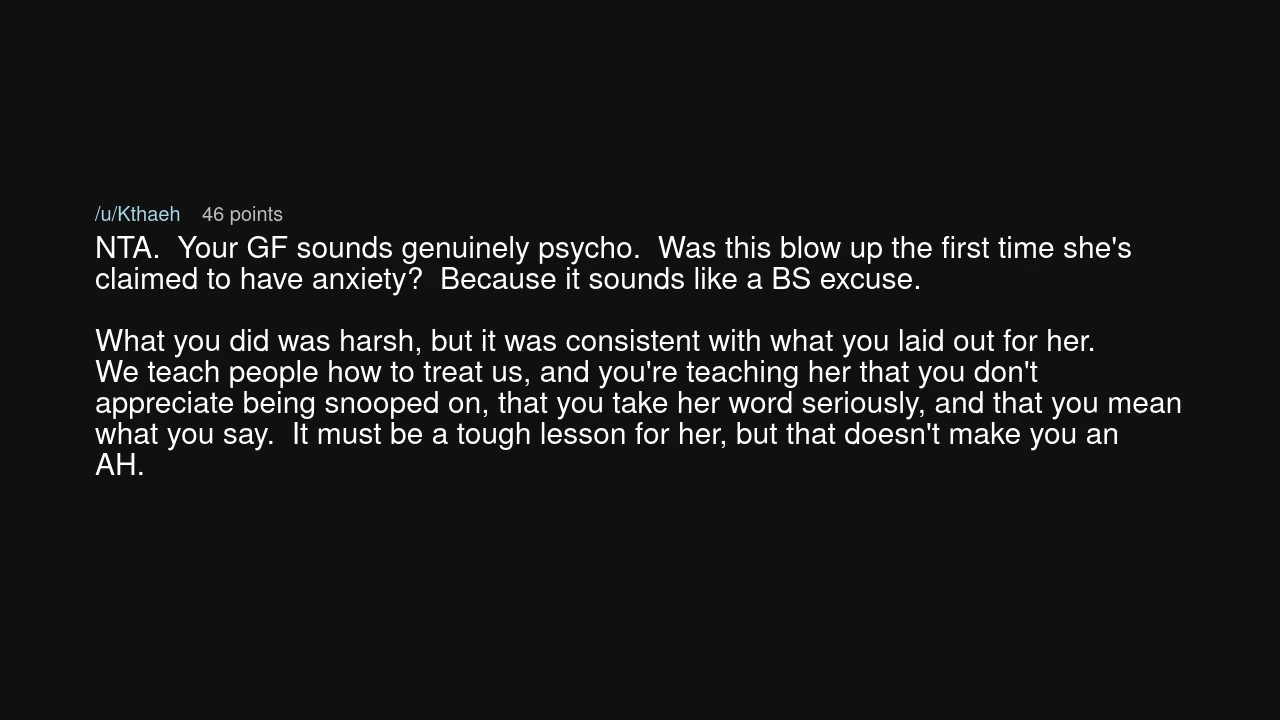 /u/Kthaeh 46 points
NTA. Your GF sounds genuinely psycho. Was this blow up the first time she's
claimed to have anxiety? Because it sounds like a BS excuse.
What you did was harsh, but it was consistent with what you laid out for her.
We teach people how to treat us, and you're teaching her that you don't
appreciate being snooped on, that you take her word seriously, and that you mean
what you say. It must be a tough lesson for her, but that doesn't make you an
AH.